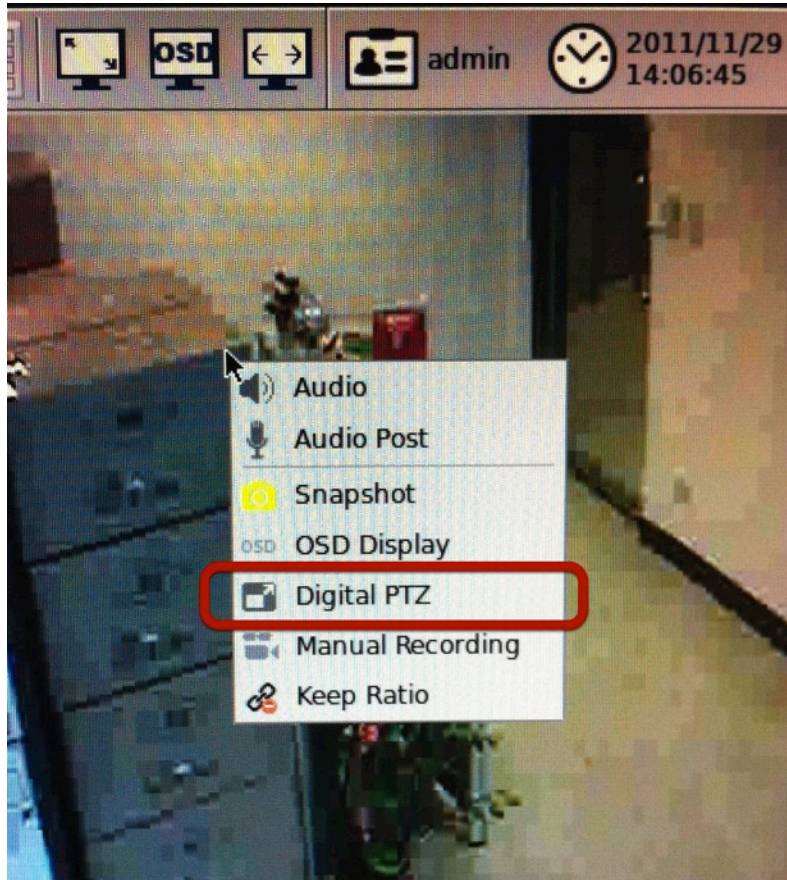 OSD
admin
2011/11/29
14:06:45
Audio
Audio Post
Snapshot
OSD
OSD Display
Digital PTZ
Manual Recording
Keep Ratio